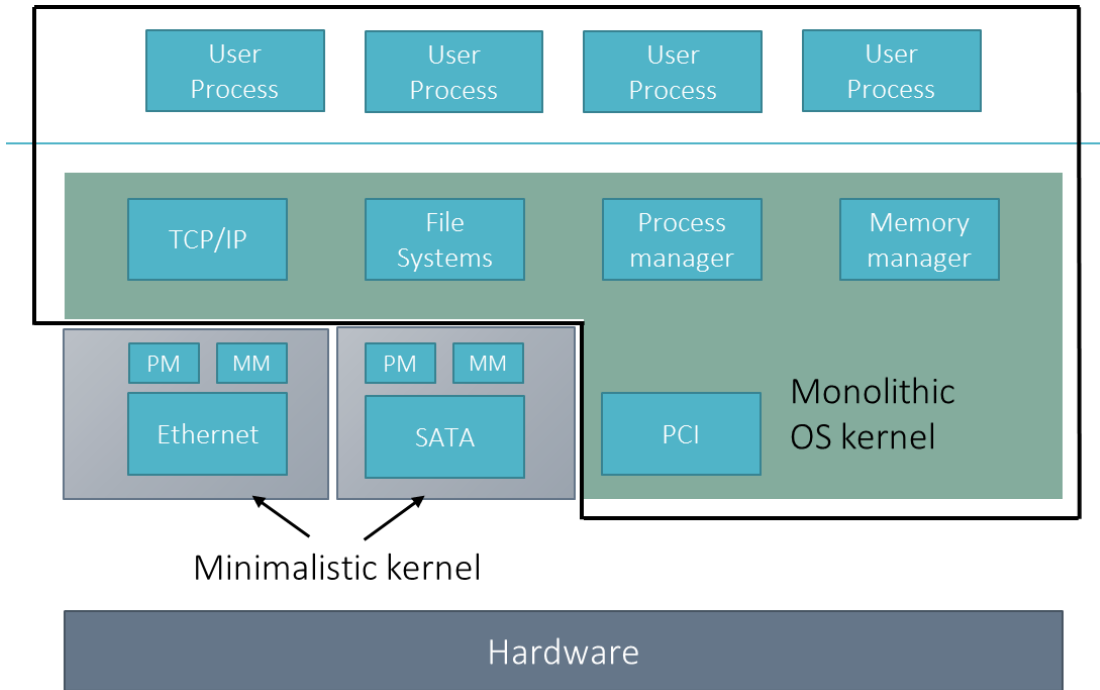 User
Process
User
Process
User
Process
User
Process
TCP/IP
File
Systems
Process
manager
Memory
manager
PM
MM
Ethernet
PM
MM
SATA
PCI
Monolithic
OS kernel
Minimalistic kernel
Hardware